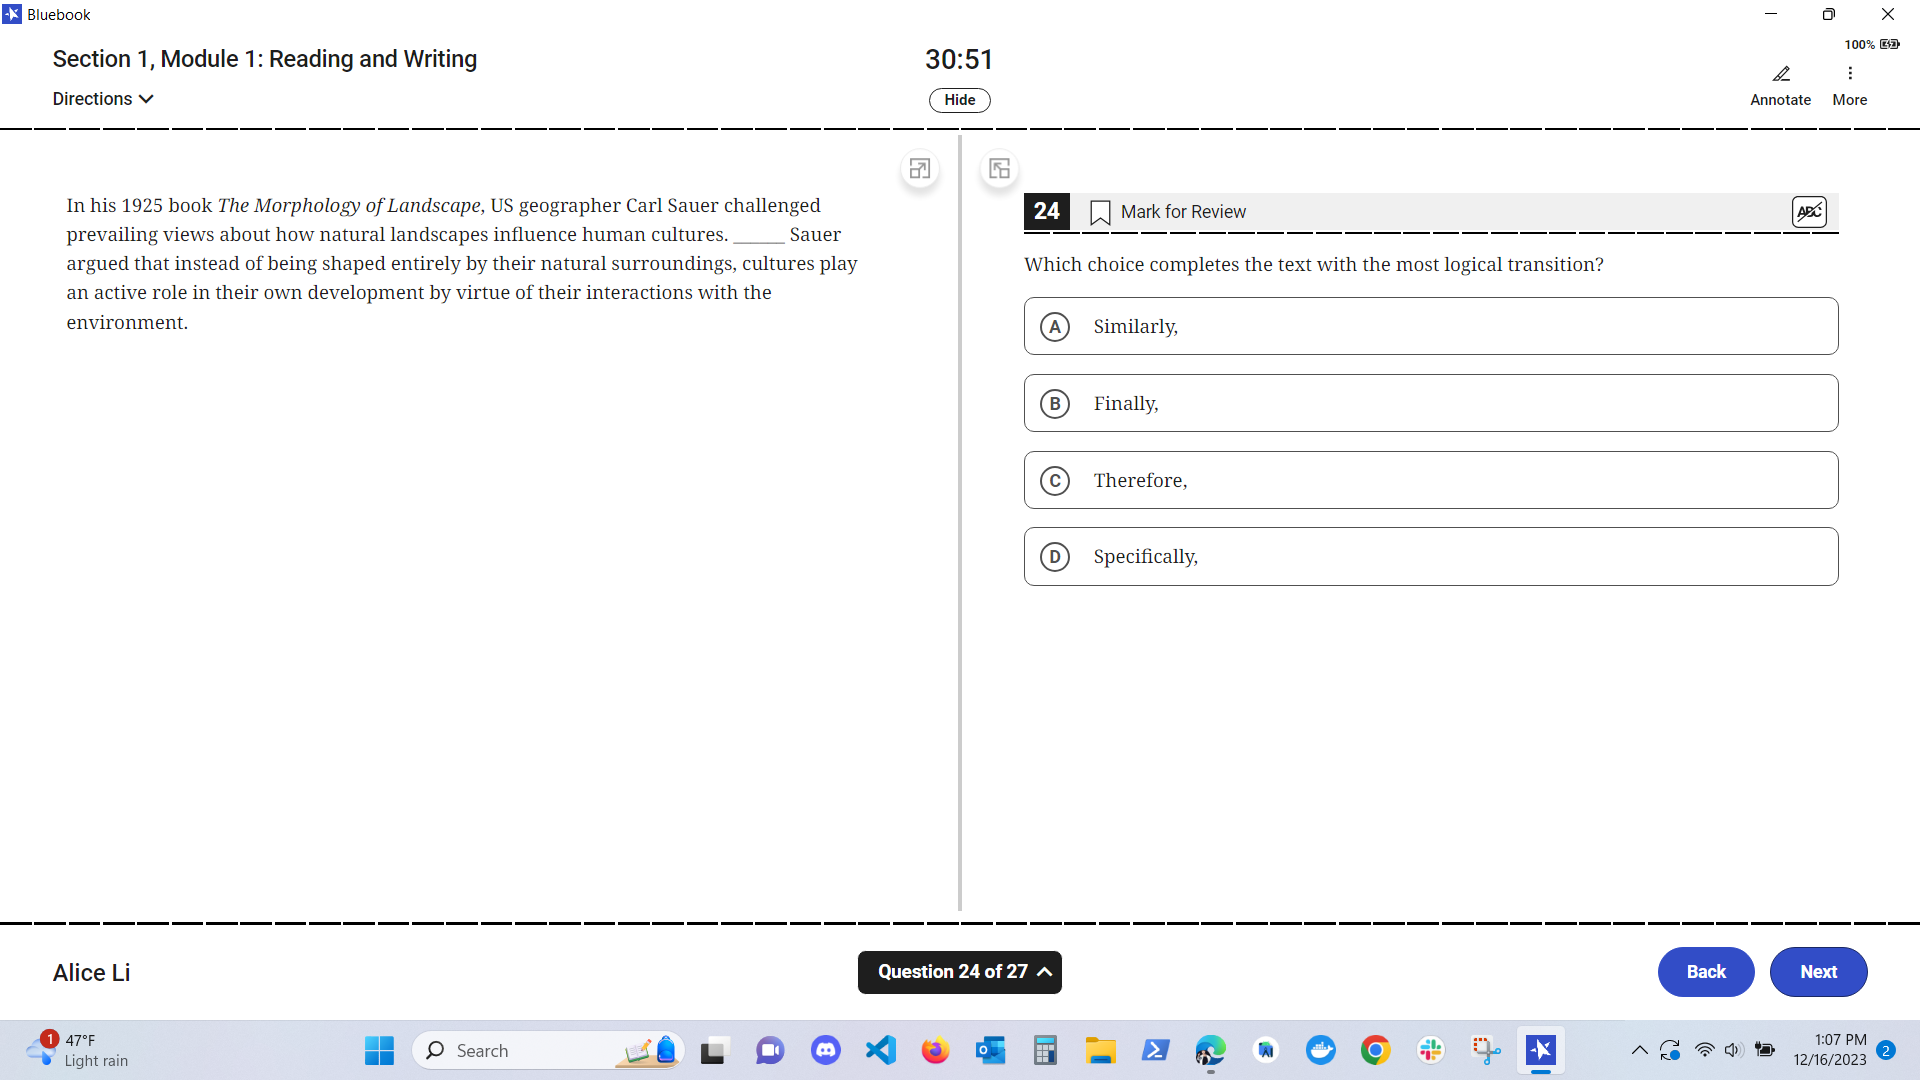 Bluebook
Section 1, Module 1: Reading and Writing
30:51
100%
Directions
Hide
Annotate
More
In his 1925 book The Morphology of Landscape, US geographer Carl Sauer challenged
prevailing views about how natural landscapes influence human cultures. ______ Sauer
argued that instead of being shaped entirely by their natural surroundings, cultures play
an active role in their own development by virtue of their interactions with the
environment.
24
Mark for Review
ABC
Which choice completes the text with the most logical transition?
A Similarly,
B Finally,
C Therefore,
D Specifically,
Alice Li
Question 24 of 27
Back
Next
1
47°F
Light rain
Search
1:07 PM
12/16/2023
2